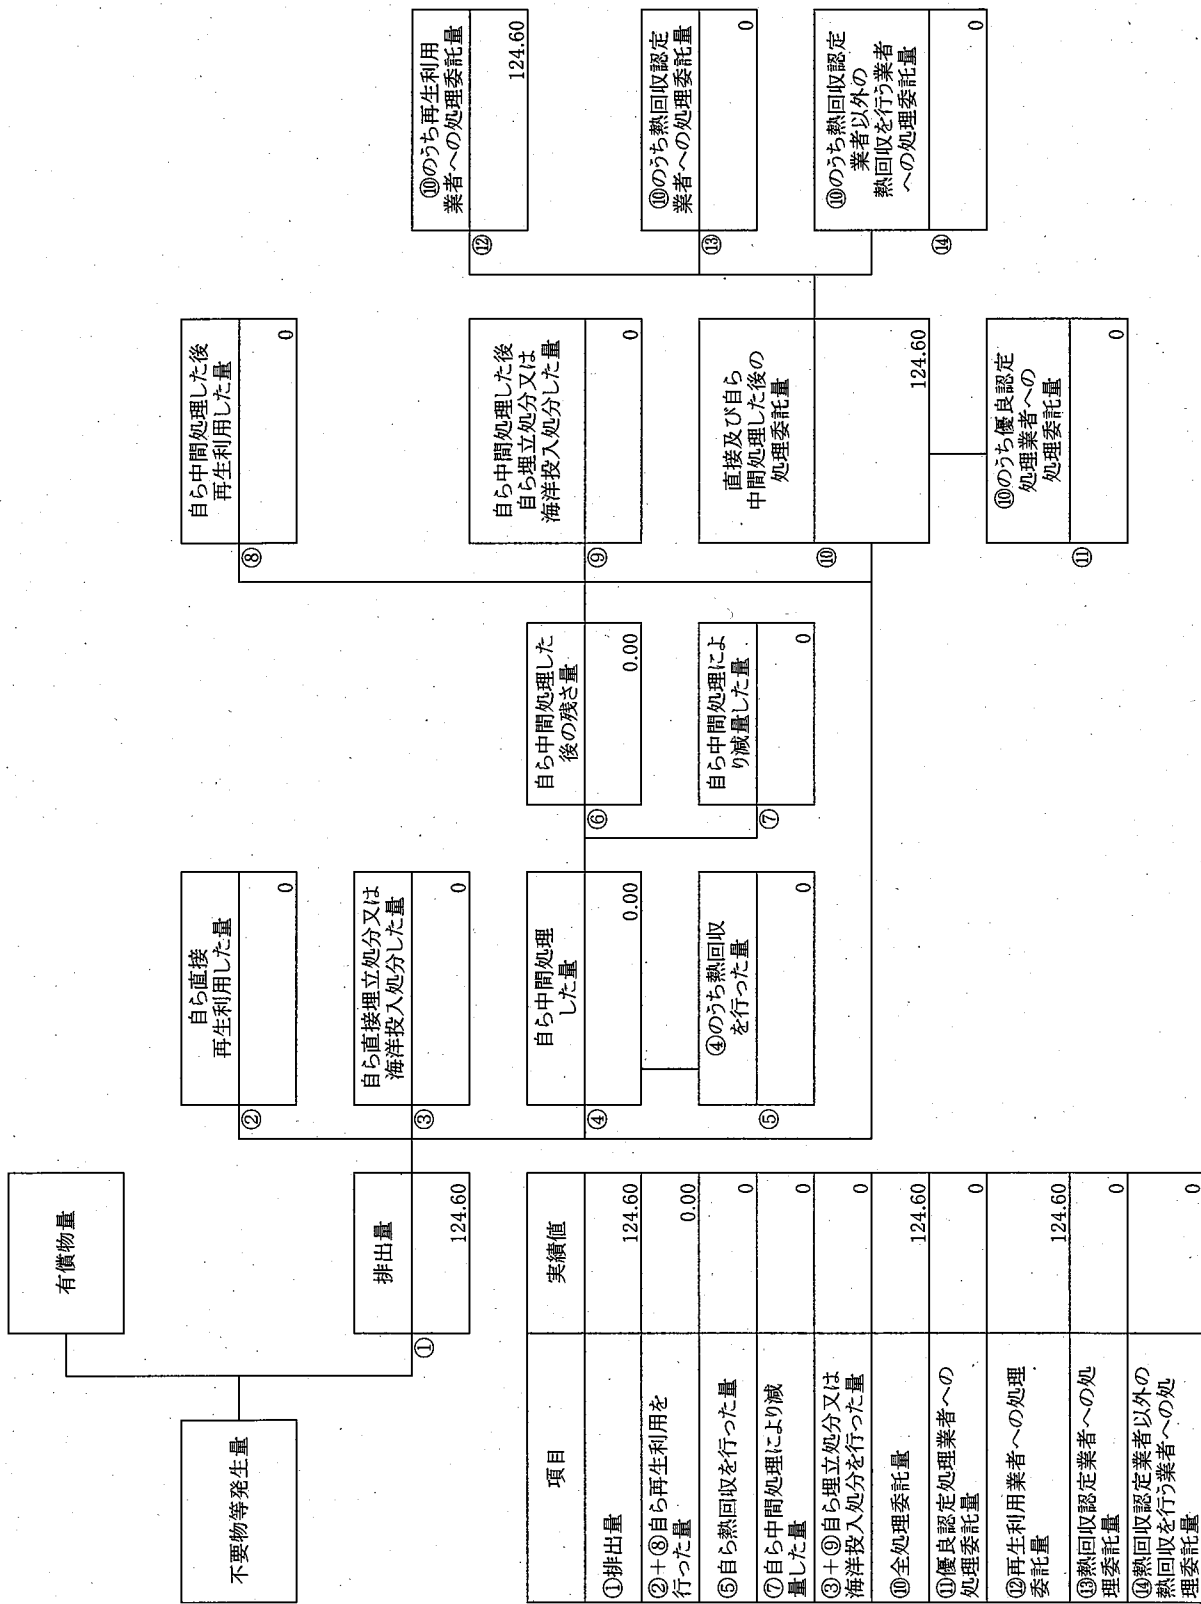 不要物等発生量
有償物量
①
排出量
124.60
②
自ら直接
再生利用した量
0
③
自ら直接埋立処分又は
海洋投入処分した量
0
④
自ら中間処理
した量
0.00
⑤
④のうち熱回収
を行った量
0
⑥
自ら中間処理した
後の残さ量
0.00
⑦
自ら中間処理によ
り減量した量
0
⑧
自ら中間処理した後
再生利用した量
0
⑨
自ら中間処理した後
自ら埋立処分又は
海洋投入処分した量
0
⑩
直接及び自ら
中間処理した後の
処理委託量
124.60
⑪
⑩のうち優良認定
処理業者への
処理委託量
0
⑫
⑩のうち再生利用
業者への処理委託量
124.60
⑬
⑩のうち熱回収認定
業者への処理委託量
0
⑭
⑩のうち熱回収認定
業者以外の
熱回収を行う業者
への処理委託量
0
項目 実績値
①排出量 124.60
②+⑧自ら再生利用を
行った量 0.00
⑤自ら熱回収を行った量 0
⑦自ら中間処理により減
量した量 0
③+⑨自ら埋立処分又は
海洋投入処分を行った量 0
⑩全処理委託量 124.60
⑪優良認定処理業者への
処理委託量 0
⑫再生利用業者への処理
委託量 124.60
⑬熱回収認定業者への処
理委託量 0
⑭熱回収認定業者以外の
熱回収を行う業者への処
理委託量 0